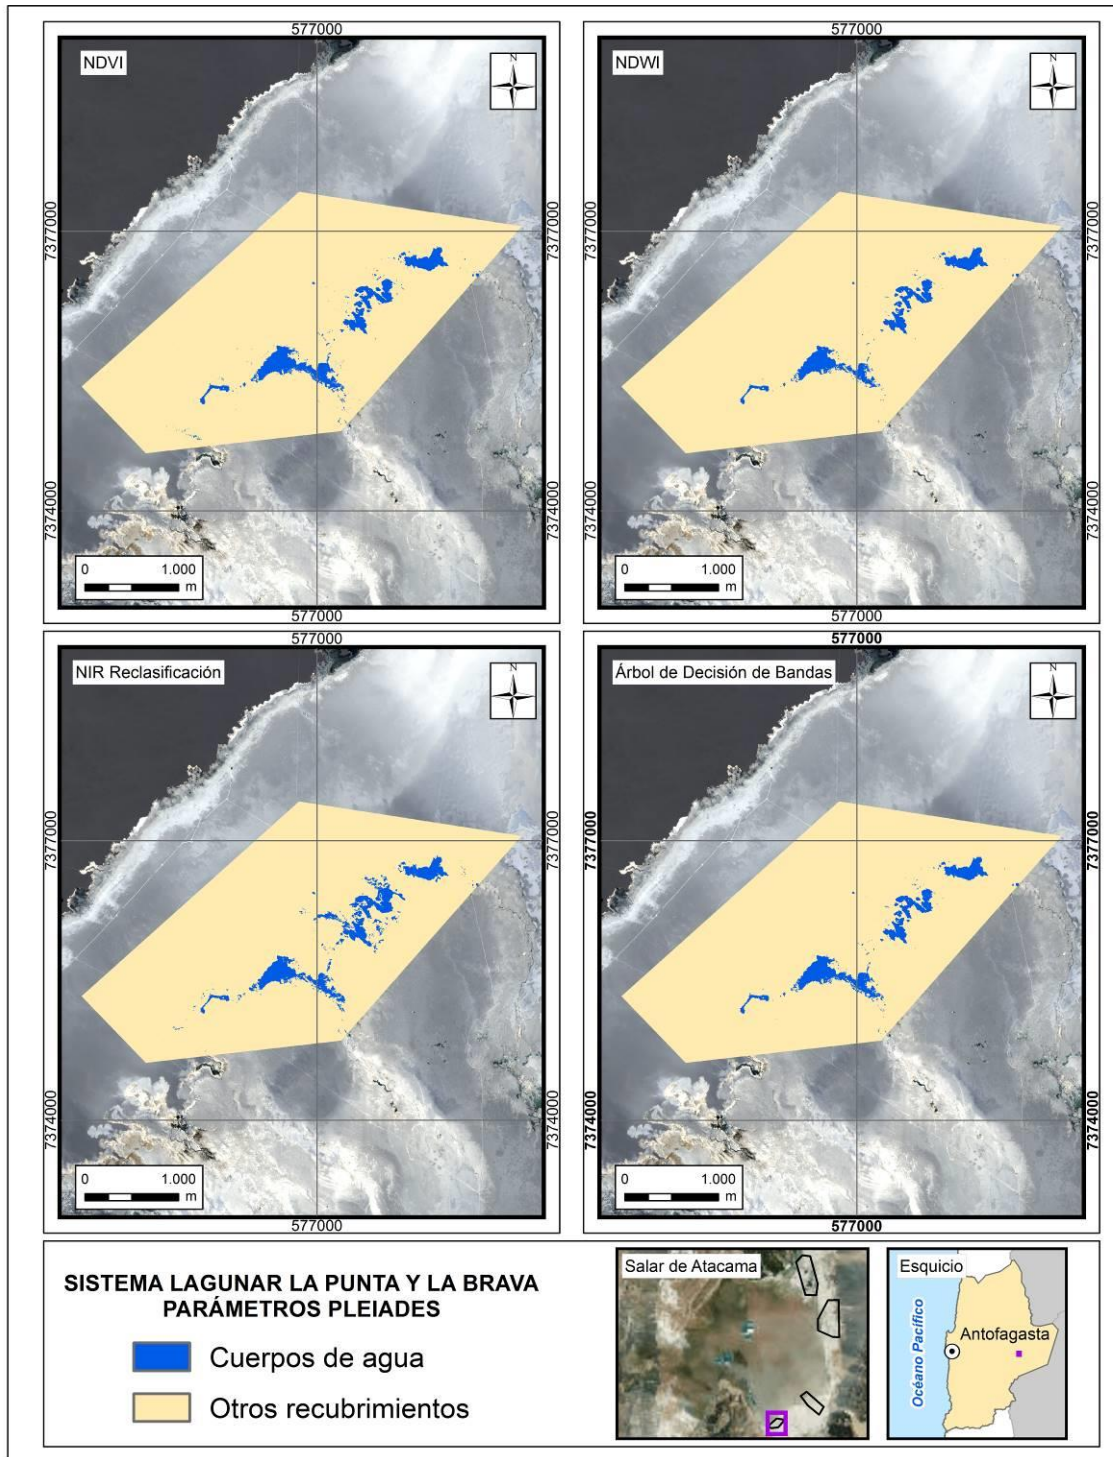 577000
577000
NDVI
N
NDWI
N
7377000
7377000
7377000
7377000
7374000
7374000
7374000
7374000
0 1.000
m
0 1.000
m
577000
577000
577000
577000
NIR Reclasificación
N
Árbol de Decisión de Bandas
N
7377000
7377000
7377000
7377000
7374000
7374000
7374000
7374000
0 1.000
m
0 1.000
m
577000
577000
SISTEMA LAGUNAR LA PUNTA Y LA BRAVA
PARÁMETROS PLEIADES
Cuerpos de agua
Otros recubrimientos
Salar de Atacama
Esquicio
Océano Pacífico
Antofagasta